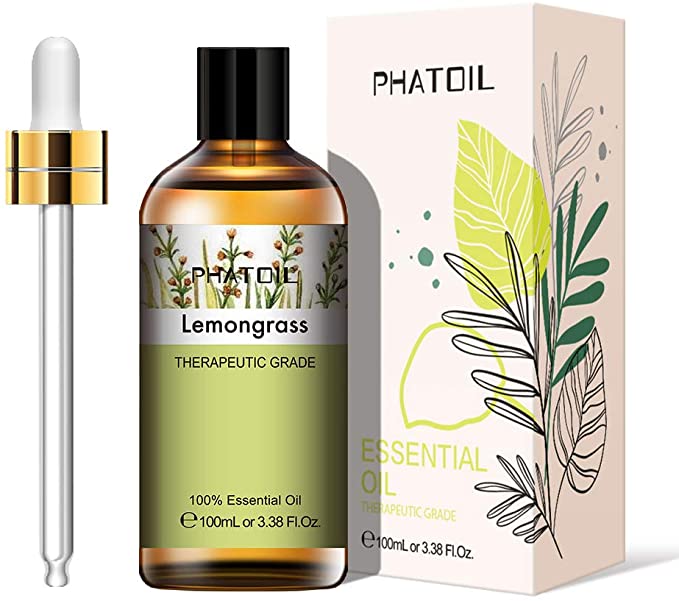 PHATOIL
Lemongrass
THERAPEUTIC GRADE
100% Essential Oil
℮100mL or 3.38 Fl.Oz.
PHATOIL
ESSENTIAL
OIL
THERAPEUTIC GRADE
℮100mL or 3.38 Fl.Oz.